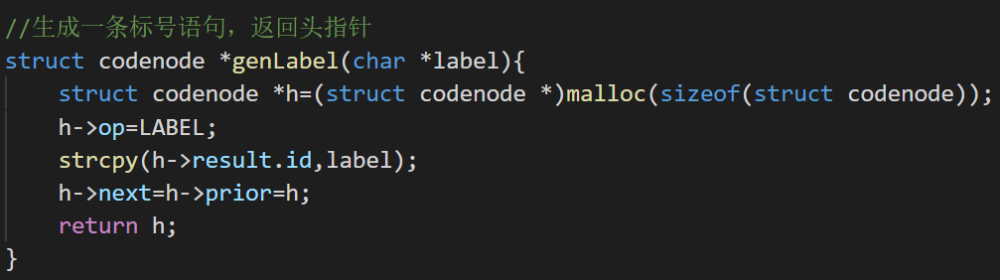 //生成一条标号语句，返回头指针
struct codenode *genLabel(char *label){
    struct codenode *h=(struct codenode *)malloc(sizeof(struct codenode));
    h->op=LABEL;
    strcpy(h->result.id,label);
    h->next=h->prior=h;
    return h;
}